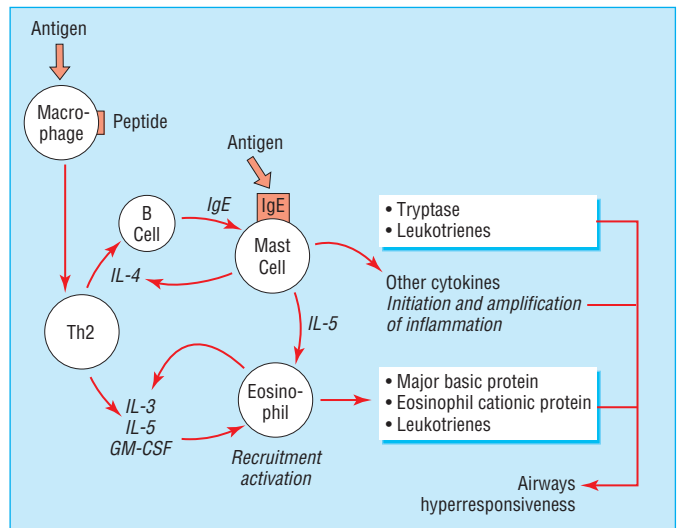 Antigen
Macro-
phage
Peptide
Antigen
IgE
IgE
B
Cell
Mast
Cell
• Tryptase
• Leukotrienes
IL-4
Other cytokines
Initiation and amplification
of inflammation
Th2
IL-5
IL-3
IL-5
GM-CSF
Eosino-
phil
Recruitment
activation
• Major basic protein
• Eosinophil cationic protein
• Leukotrienes
Airways
hyperresponsiveness